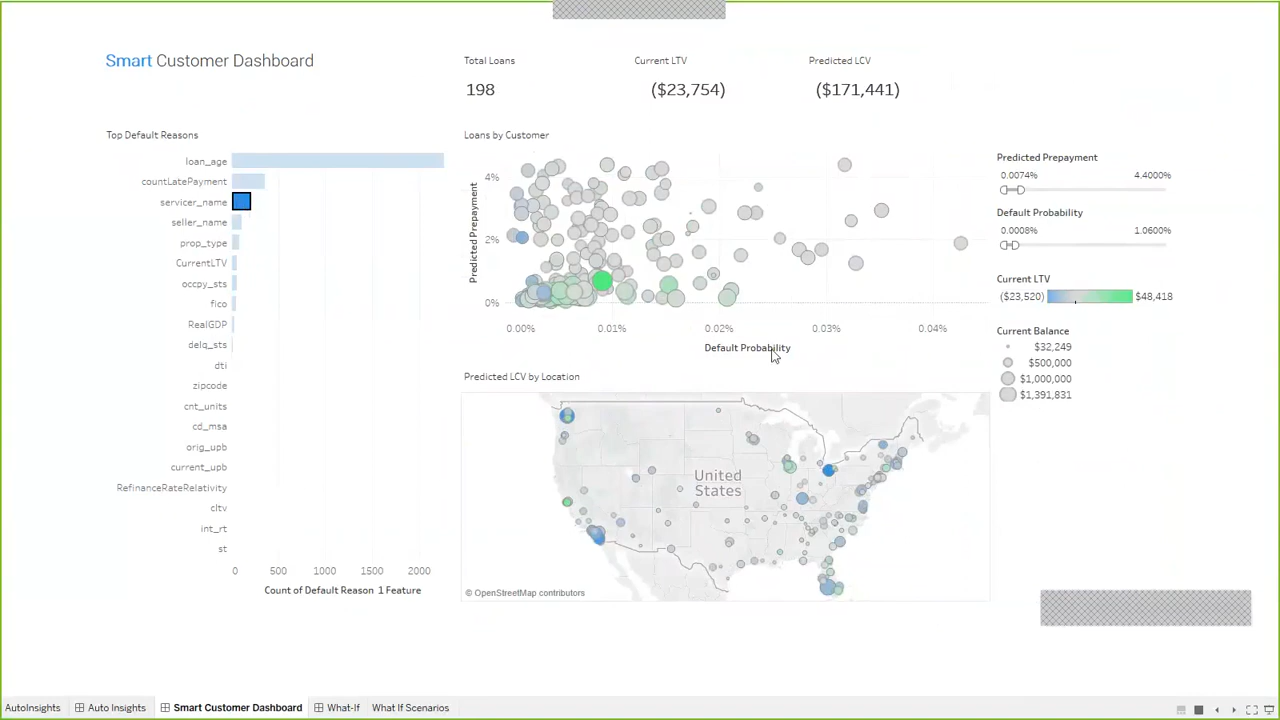 Smart Customer Dashboard
Total Loans
198
Current LTV
($23,754)
Predicted LCV
($171,441)
Top Default Reasons
loan_age
countLatePayment
servicer_name
seller_name
prop_type
CurrentLTV
occpy_sts
fico
RealGDP
delq_sts
dti
zipcode
cnt_units
cd_msa
orig_upb
current_upb
RefinanceRateRelativity
cltv
int_rt
st
0 500 1000 1500 2000
Count of Default Reason 1 Feature
Loans by Customer
Predicted Prepayment
4%
2%
0%
0.00% 0.01% 0.02% 0.03% 0.04%
Default Probability
Predicted LCV by Location
United
States
© OpenStreetMap contributors
Predicted Prepayment
0.0074% 4.4000%
Default Probability
0.0008% 1.0600%
Current LTV
($23,520) $48,418
Current Balance
$32,249
$500,000
$1,000,000
$1,391,831
AutoInsights Auto Insights Smart Customer Dashboard What-If What If Scenarios